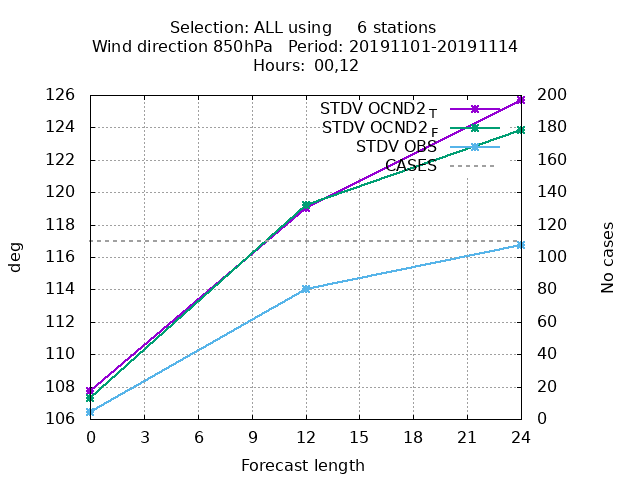 Selection: ALL using     6 stations
Wind direction 850hPa   Period: 20191101-20191114
Hours: 00,12
126
124
122
120
118
116
114
112
110
108
106
deg
200
180
160
140
120
100
80
60
40
20
0
No cases
STDV OCND2_T
STDV OCND2_F
STDV OBS
CASES
0 3 6 9 12 15 18 21 24
Forecast length